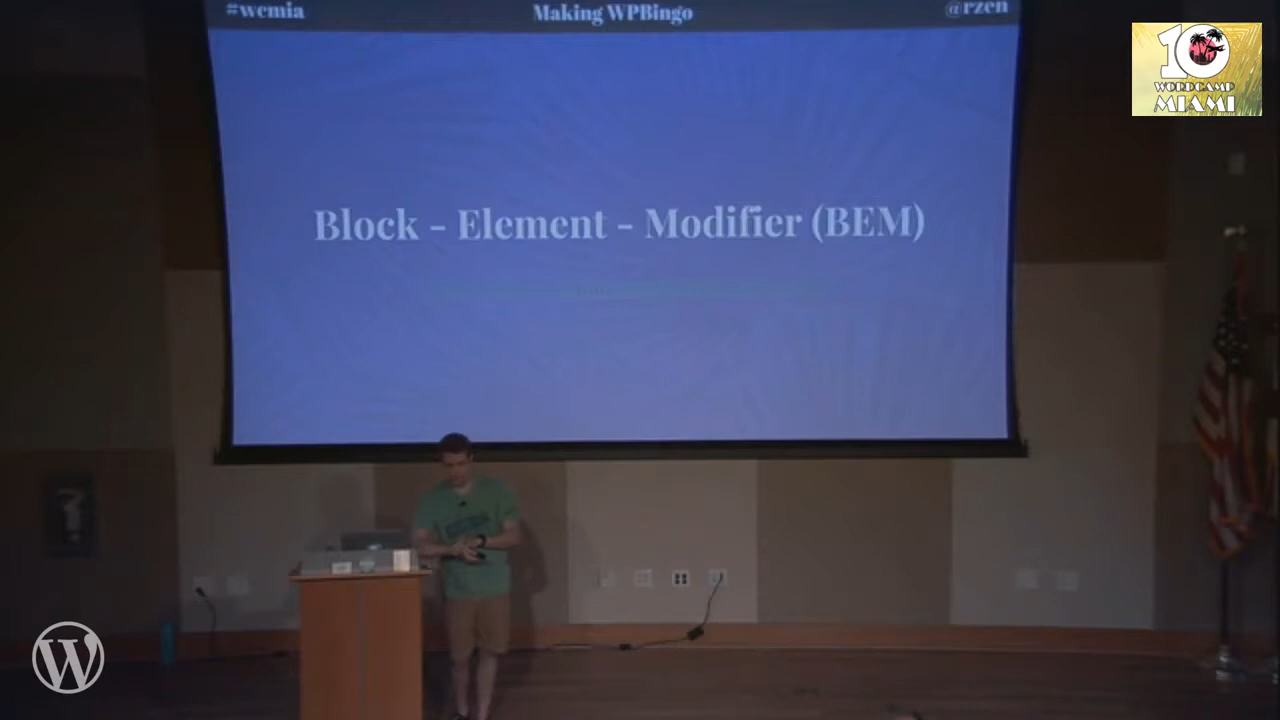 #wcmia
Making WPBingo
@rzen
Block - Element - Modifier (BEM)
10
WORDCAMP
MIAMI
W